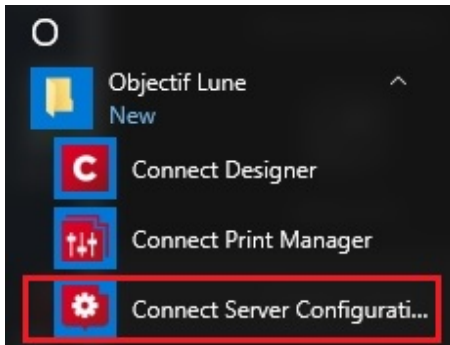 O
Objectif Lune
New
C
Connect Designer
Connect Print Manager
Connect Server Configurati...